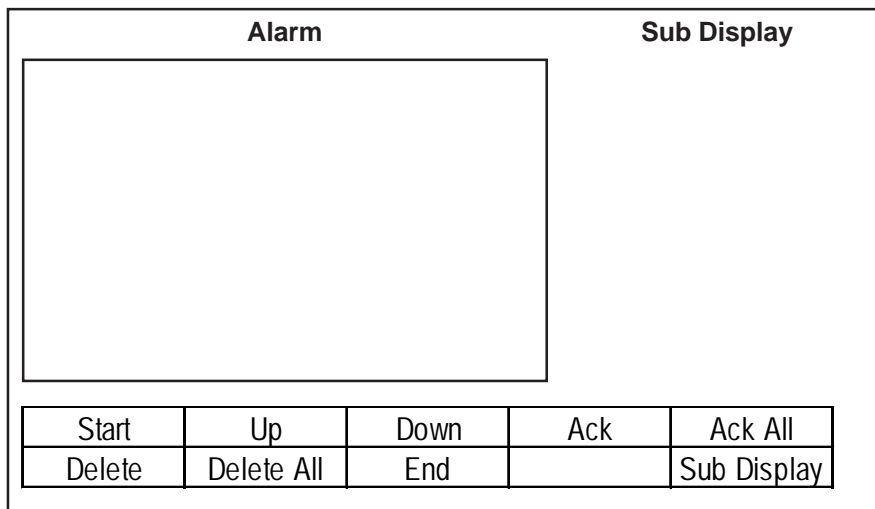 Alarm Sub Display
Start Up Down Ack Ack All
Delete Delete All End Sub Display